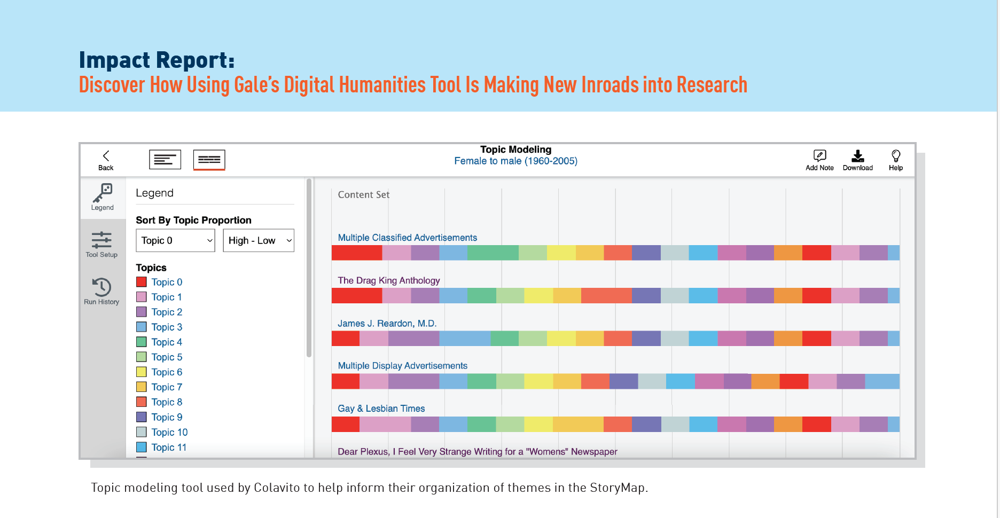 Impact Report:
Discover How Using Gale's Digital Humanities Tool Is Making New Inroads into Research
Back
Topic Modeling
Female to male (1960-2005)
Add Note
Download
Help
Legend
Tool Setup
Run History
Legend
Sort By Topic Proportion
Topic 0
High - Low
Topics
Topic 0
Topic 1
Topic 2
Topic 3
Topic 4
Topic 5
Topic 6
Topic 7
Topic 8
Topic 9
Topic 10
Topic 11
Content Set
Multiple Classified Advertisements
The Drag King Anthology
James J. Reardon, M.D.
Multiple Display Advertisements
Gay & Lesbian Times
Dear Plexus, I Feel Very Strange Writing for a "Womens" Newspaper
Topic modeling tool used by Colavito to help inform their organization of themes in the StoryMap.